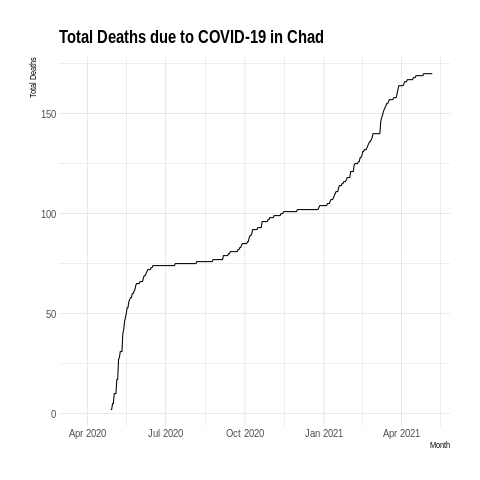 Total Deaths due to COVID-19 in Chad
Total Deaths
150
100
50
0
Apr 2020 Jul 2020 Oct 2020 Jan 2021 Apr 2021
Month